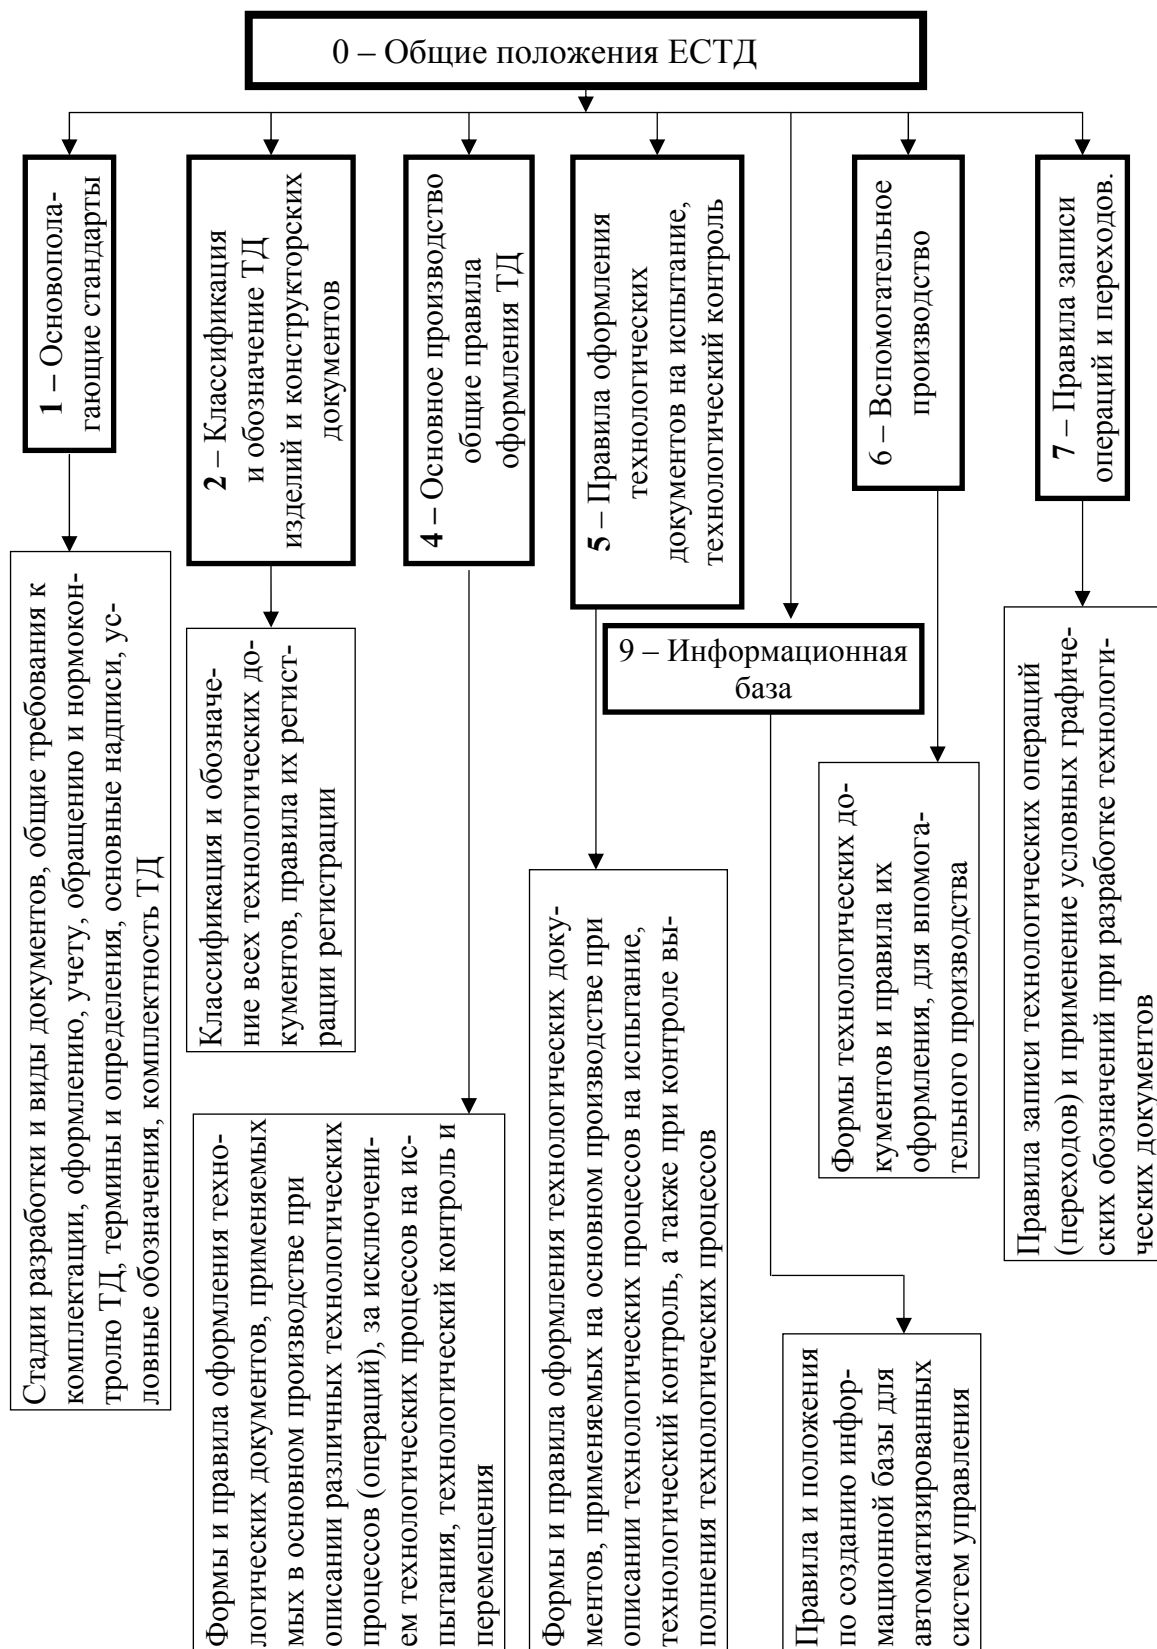 0 – Общие положения ЕСТД
1 – Основопола-
гающие стандарты
2 – Классификация
и обозначение ТД
изделий и конструкторских
документов
4 – Основное производство
общие правила
оформления ТД
5 – Правила оформления
технологических
документов на испытание,
технологический контроль
6 – Вспомогательное
производство
7 – Правила записи
операций и переходов.
9 – Информационная
база
Стадии разработки и виды документов, общие требования к
комплектации, оформлению, учету, обращению и нормокон-
тролю ТД, термины и определения, основные надписи, ус-
ловные обозначения, комплектность ТД
Классификация и обозначе-
ние всех технологических до-
кументов, правила их регист-
рации регистрации
Формы и правила оформления техно-
логических документов, применяе-
мых в основном производстве при
описании различных технологических
процессов (операций), за исключени-
ем технологических процессов на ис-
пытания, технологический контроль и
перемещения
Формы и правила оформления технологических доку-
ментов, применяемых на основном производстве при
описании технологических процессов на испытание,
технологический контроль, а также при контроле вы-
полнения технологических процессов
Правила и положения
по созданию инфор-
мационной базы для
автоматизированных
систем управления
Формы технологических до-
кументов и правила их
оформления, для впомога-
тельного производства
Правила записи технологических операций
(переходов) и применение условных графиче-
ских обозначений при разработке технологи-
ческих документов